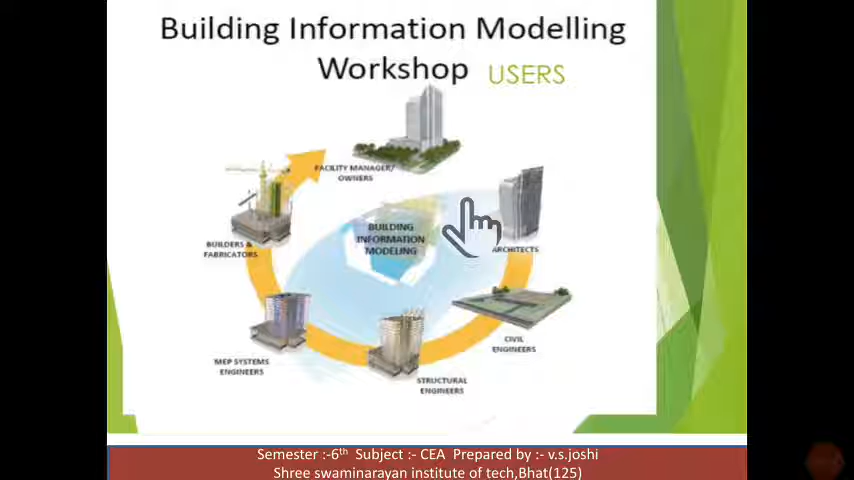 Building Information Modelling
Workshop USERS
FACILITY MANAGER/
OWNERS
BUILDERS &
FABRICATORS
BUILDING
INFORMATION
MODELING
ARCHITECTS
MEP SYSTEMS
ENGINEERS
CIVIL
ENGINEERS
STRUCTURAL
ENGINEERS
Semester :-6th Subject :- CEA Prepared by :- v.s.joshi
Shree swaminarayan institute of tech,Bhat(125)